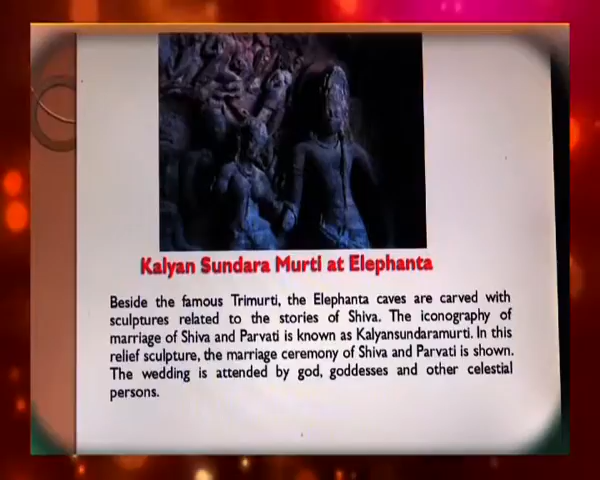 Kalyan Sundara Murti at Elephanta
Beside the famous Trimurti, the Elephanta caves are carved with
sculptures related to the stories of Shiva. The iconography of
marriage of Shiva and Parvati is known as Kalyansundaramurti. In this
relief sculpture, the marriage ceremony of Shiva and Parvati is shown.
The wedding is attended by god, goddesses and other celestial
persons.